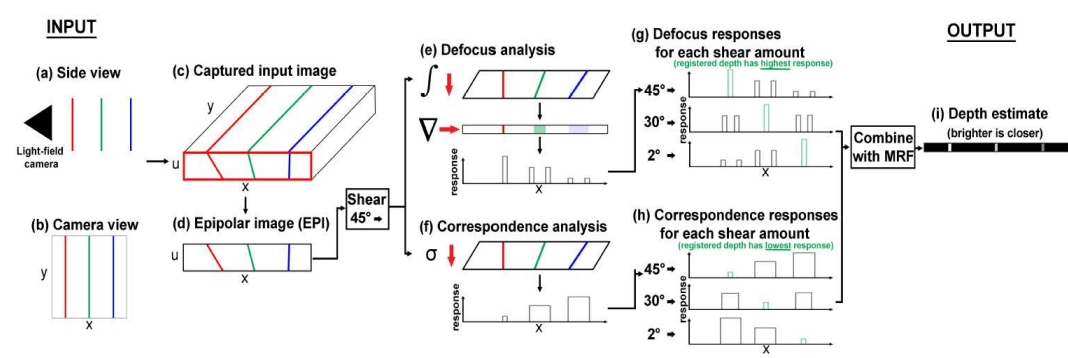 INPUT
(a) Side view
Light-field
camera
(b) Camera view
y
x
(c) Captured input image
y
u
x
(d) Epipolar image (EPI)
u
x
Shear
45°
(e) Defocus analysis
∫
∇
response
x
(f) Correspondence analysis
σ
response
x
(g) Defocus responses
for each shear amount
(registered depth has highest response)
45°
30°
2°
response
x
(h) Correspondence responses
for each shear amount
(registered depth has lowest response)
45°
30°
2°
response
x
Combine
with MRF
OUTPUT
(i) Depth estimate
(brighter is closer)